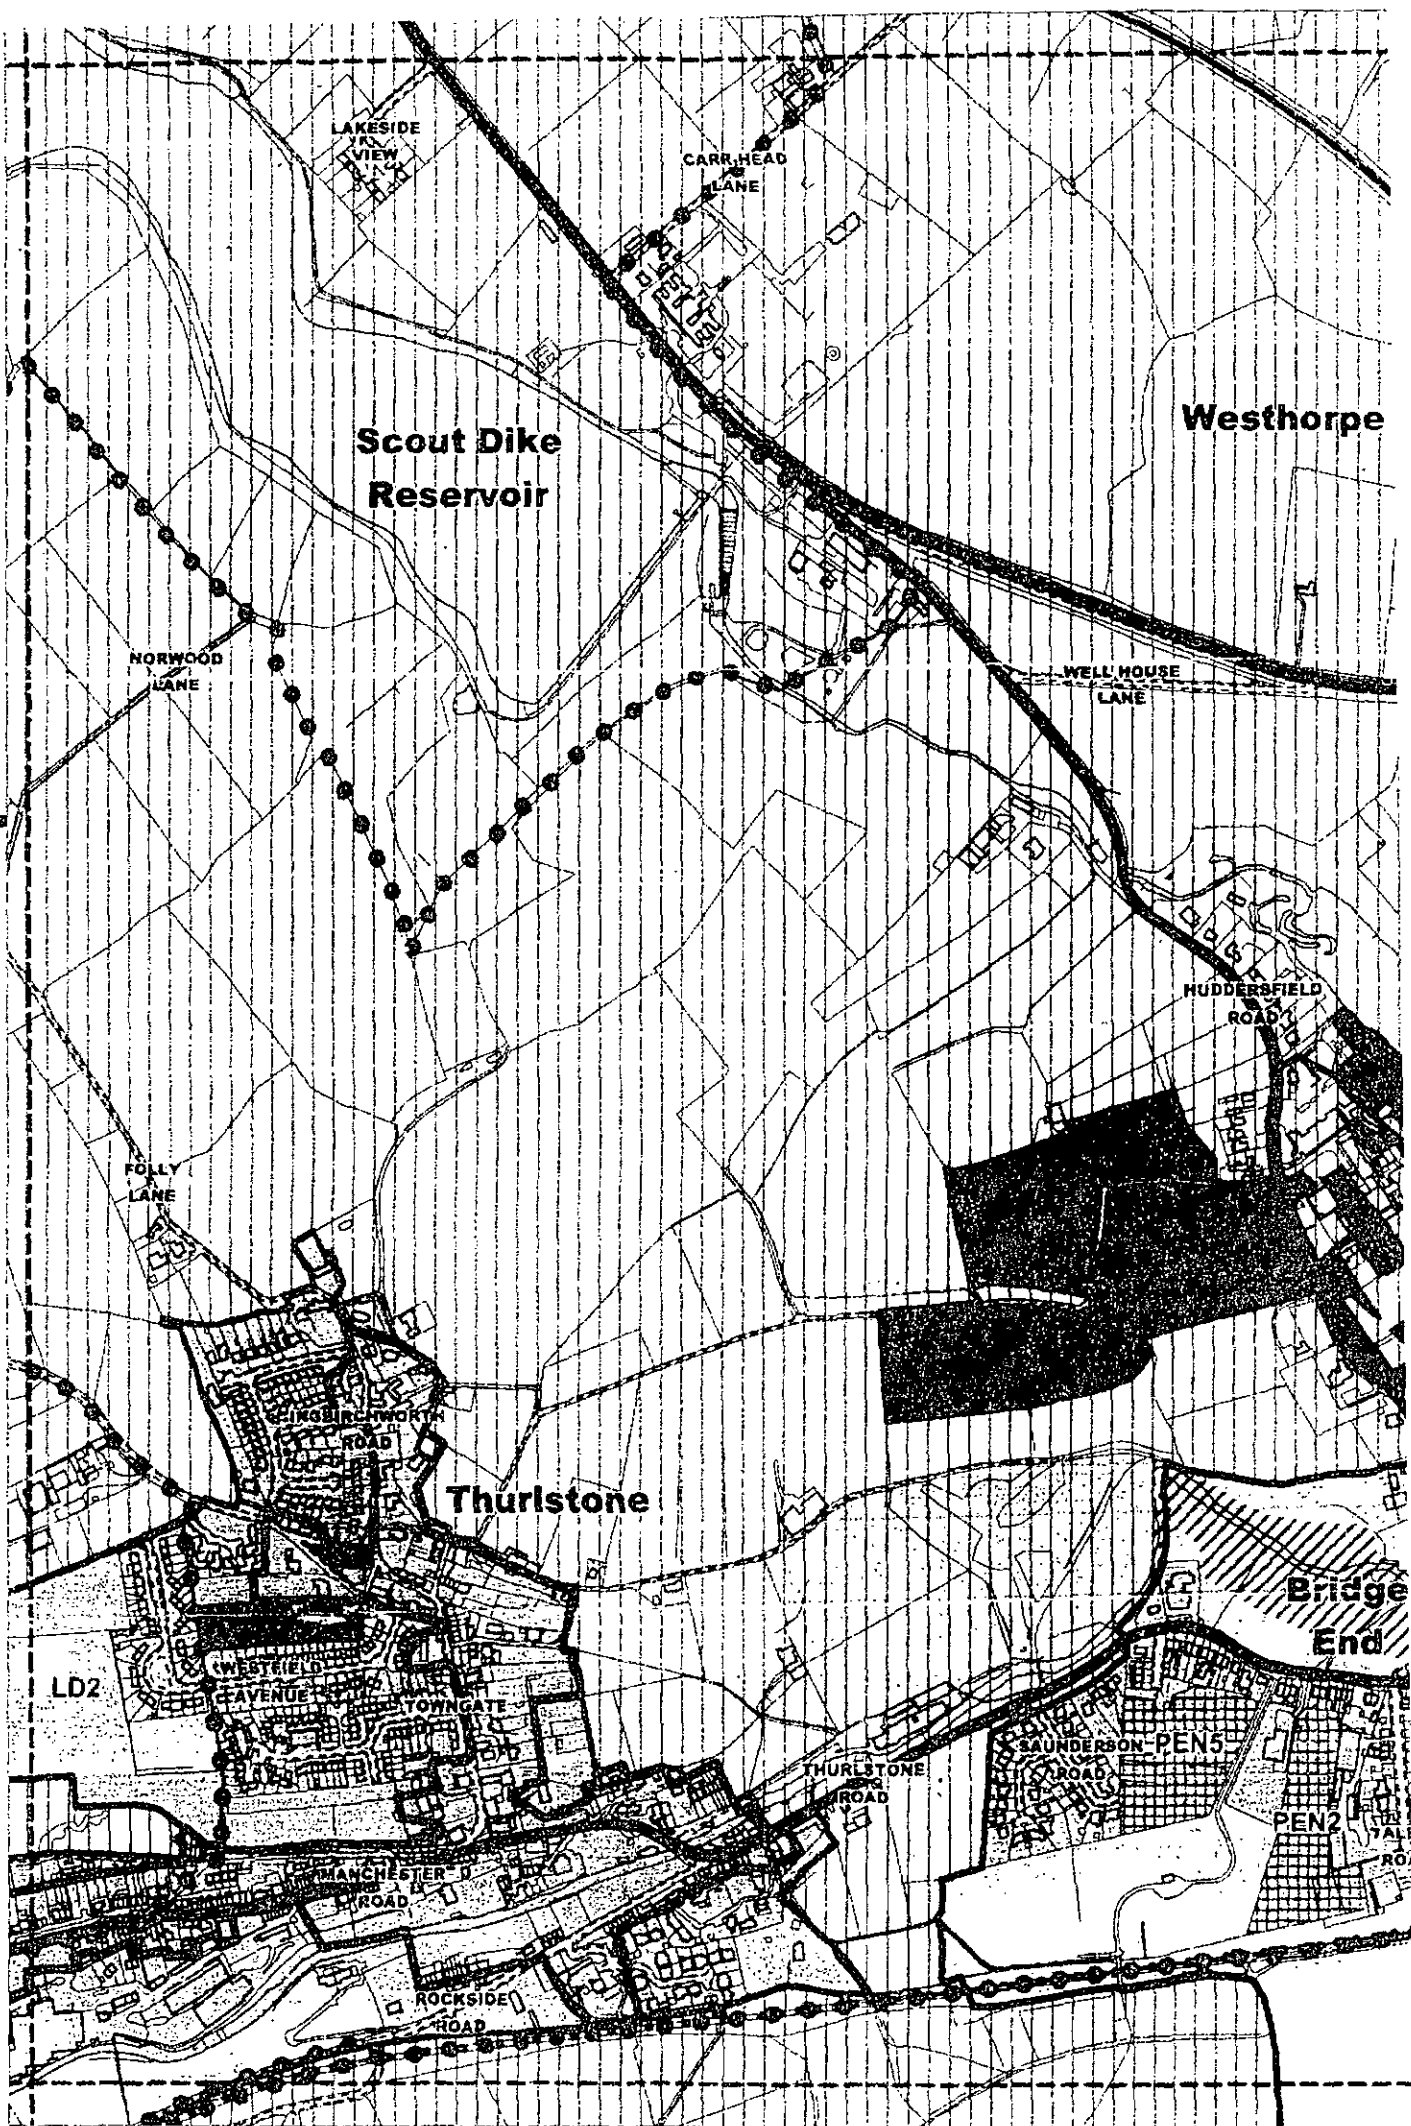 LAKESIDE
VIEW
CARR HEAD
LANE
Westhorpe
Scout Dike
Reservoir
NORWOOD
LANE
WELL HOUSE
LANE
HUDDERSFIELD
ROAD
FOLLY
LANE
INGBIRCHWORTH
ROAD
Thurlstone
Bridge
End
WESTFIELD
AVENUE
LD2
TOWNGATE
SAUNDERSON
ROAD
PEN5
THURLSTONE
ROAD
PEN2
MANCHESTER
ROAD
ROCKSIDE
ROAD